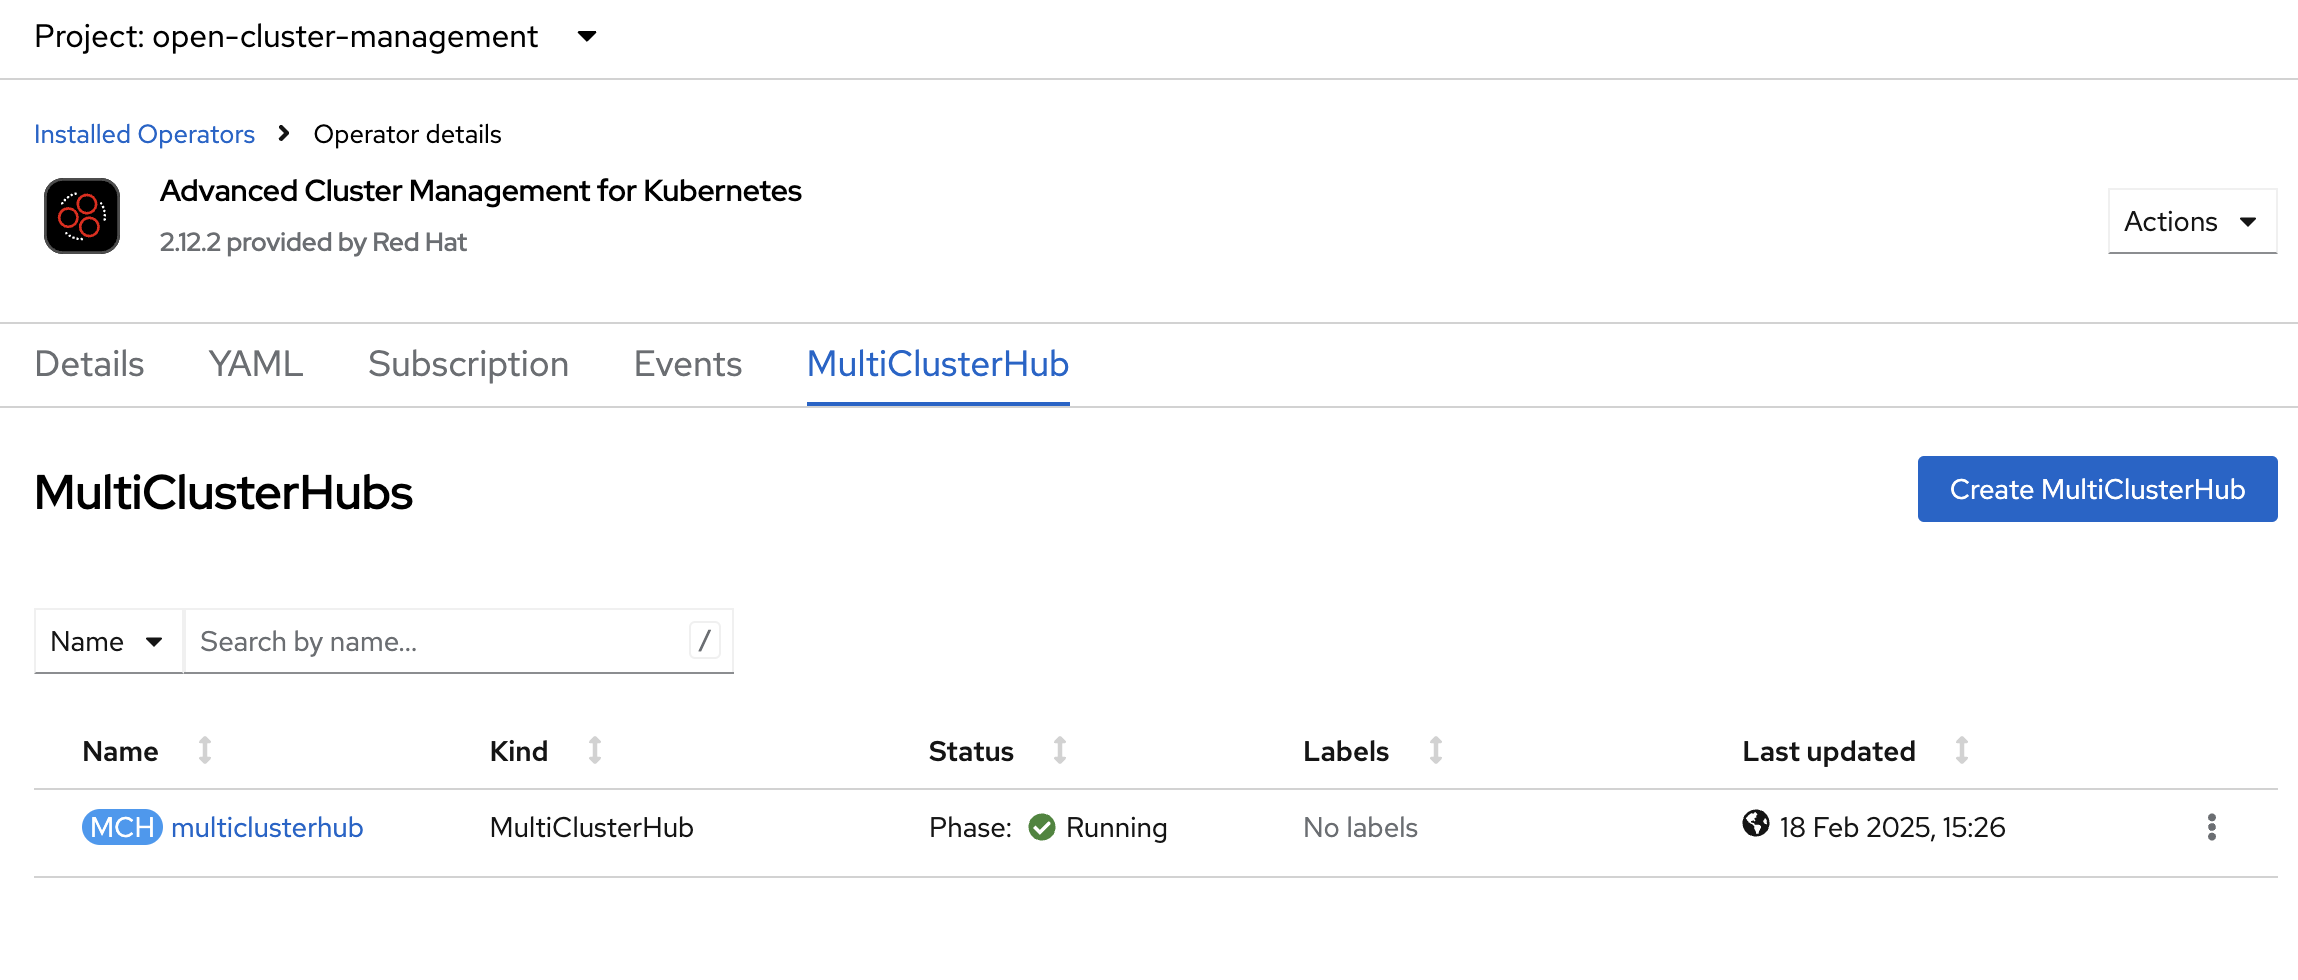 Project: open-cluster-management
Installed Operators Operator details
Advanced Cluster Management for Kubernetes
2.12.2 provided by Red Hat
Actions
Details YAML Subscription Events MultiClusterHub
MultiClusterHubs
Create MultiClusterHub
Name Search by name... /
Name Kind Status Labels Last updated
MCH multiclusterhub MultiClusterHub Phase: Running No labels 18 Feb 2025, 15:26